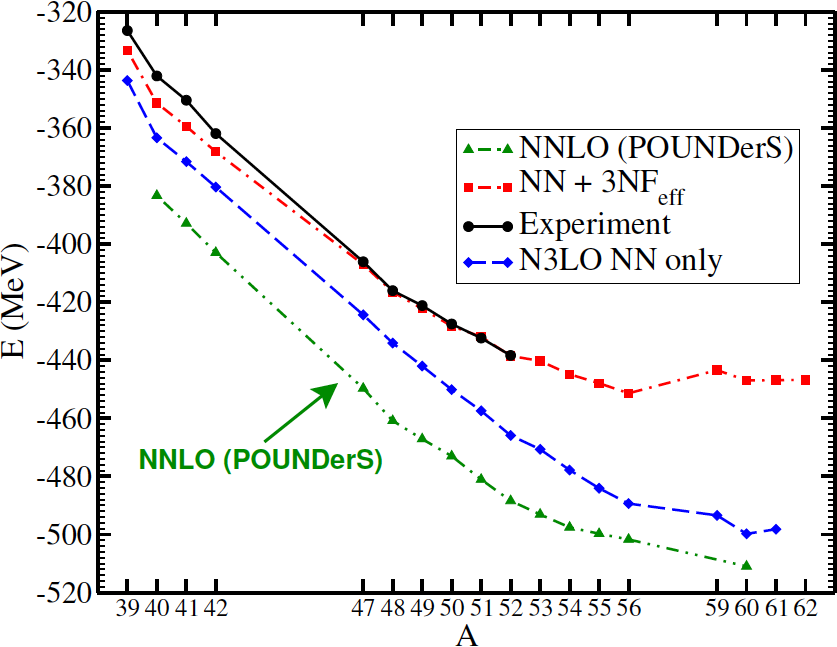 -320
-340
-360
-380
-400
-420
-440
-460
-480
-500
-520
E (MeV)
NNLO (POUNDerS)
NN + 3NFeff
Experiment
N3LO NN only
NNLO (POUNDerS)
39 40 41 42 47 48 49 50 51 52 53 54 55 56 59 60 61 62
A